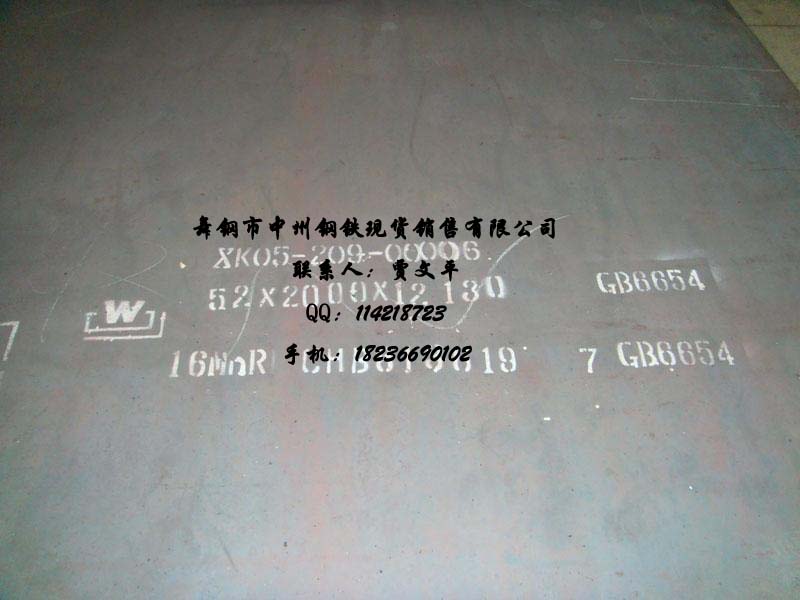 舞钢市中州钢铁现货销售有限公司
XK05-209-00006
联系人：贾文平
52X2000X12130 GB6654
W
QQ：114218723
手机：18236690102
7
16MnR 7 GB6654